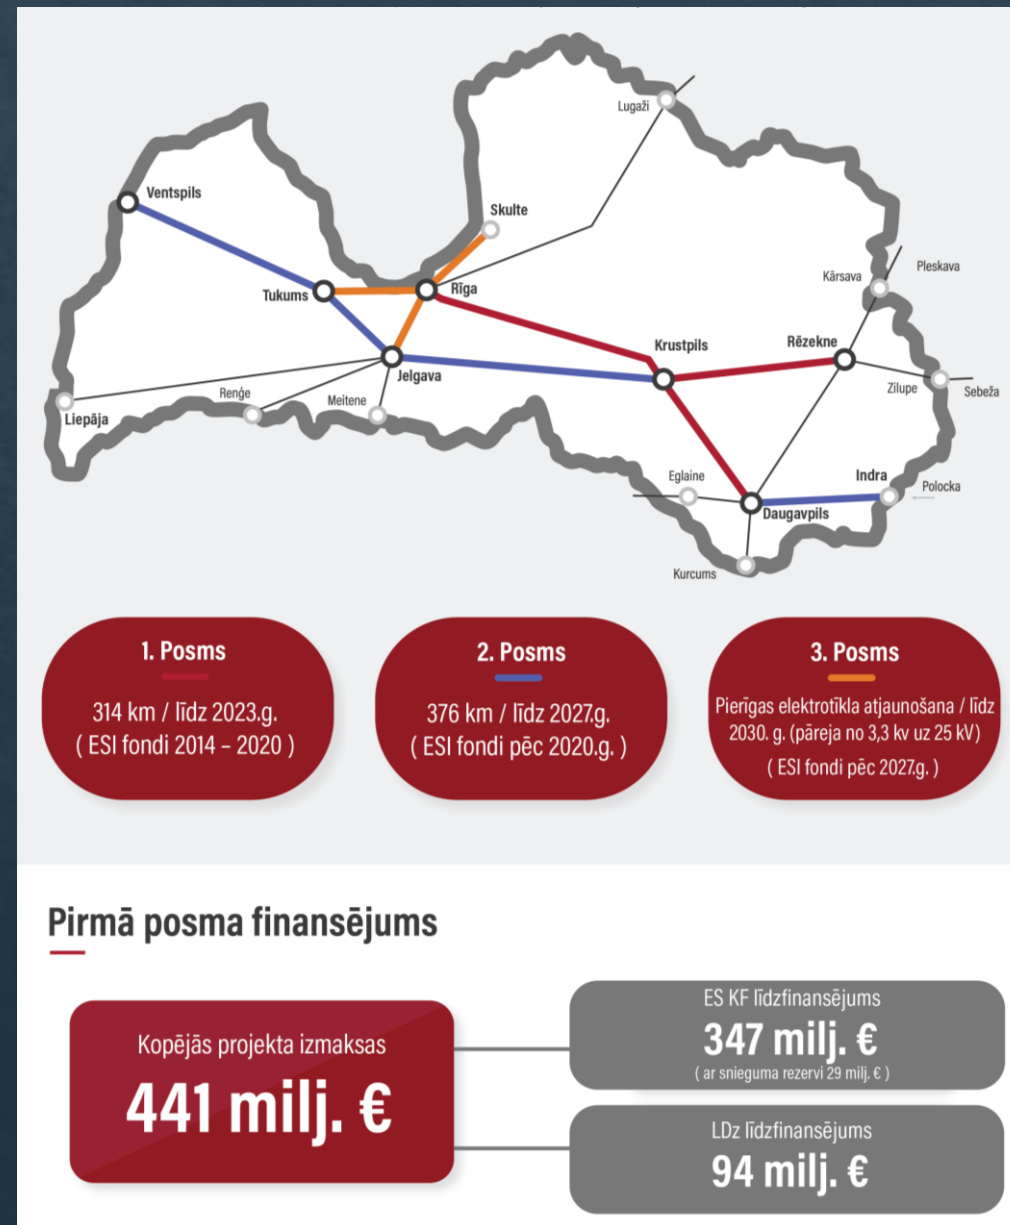 Lugaži
Ventspils
Skulte
Pleskava
Kārsava
Tukums
Rīga
Krustpils
Rēzekne
Jelgava
Zilupe
Sebeža
Renģe
Meitene
Liepāja
Eglaine
Indra
Polocka
Daugavpils
Kurcums
1. Posms
314 km / līdz 2023.g.
( ESI fondi 2014 – 2020 )
2. Posms
376 km / līdz 2027.g.
( ESI fondi pēc 2020.g. )
3. Posms
Pierīgas elektrotīkla atjaunošana / līdz
2030. g. (pāreja no 3,3 kv uz 25 kV)
( ESI fondi pēc 2027.g. )
Pirmā posma finansējums
Kopējās projekta izmaksas
441 milj. €
ES KF līdzfinansējums
347 milj. €
( ar snieguma rezervi 29 milj. € )
LDz līdzfinansējums
94 milj. €